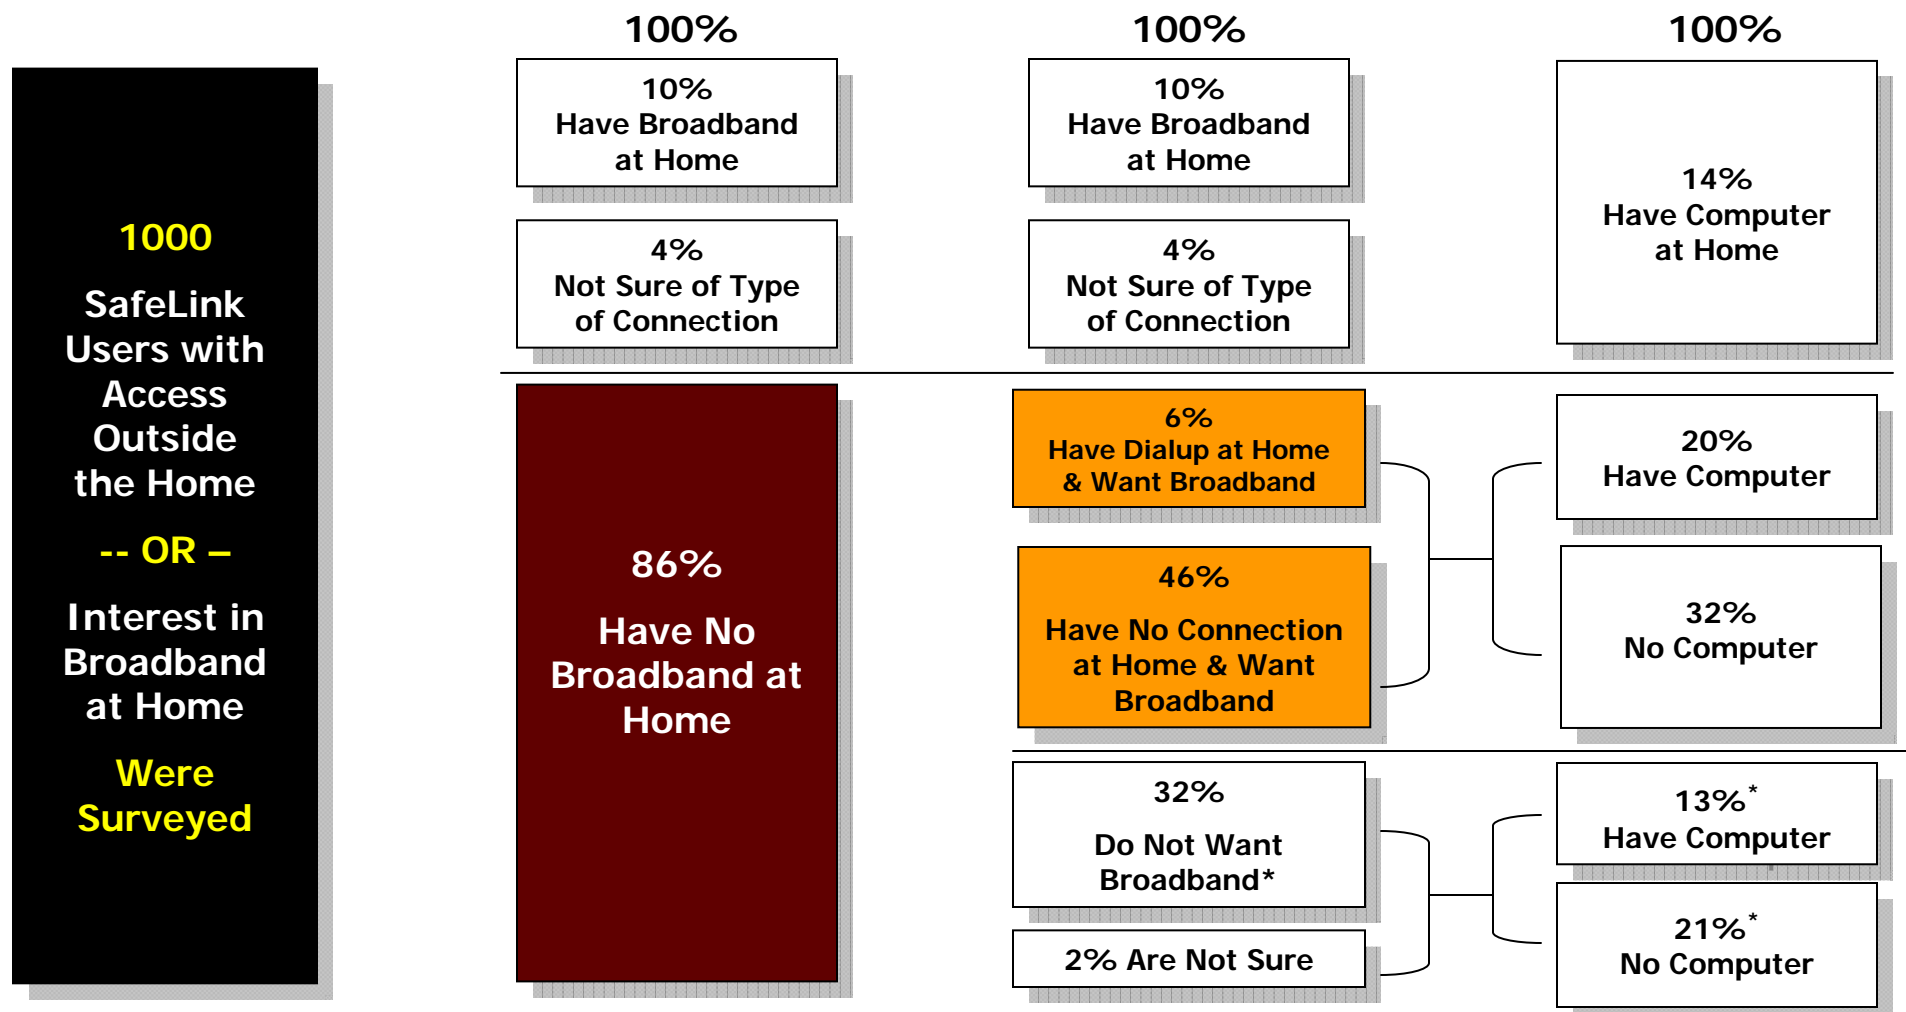 1000
SafeLink
Users with
Access
Outside
the Home
-- OR –
Interest in
Broadband
at Home
Were
Surveyed
100%
10%
Have Broadband
at Home
4%
Not Sure of Type
of Connection
86%
Have No
Broadband at
Home
100%
10%
Have Broadband
at Home
4%
Not Sure of Type
of Connection
6%
Have Dialup at Home
& Want Broadband
46%
Have No Connection
at Home & Want
Broadband
32%
Do Not Want
Broadband*
2% Are Not Sure
100%
14%
Have Computer
at Home
20%
Have Computer
32%
No Computer
13%*
Have Computer
21%*
No Computer